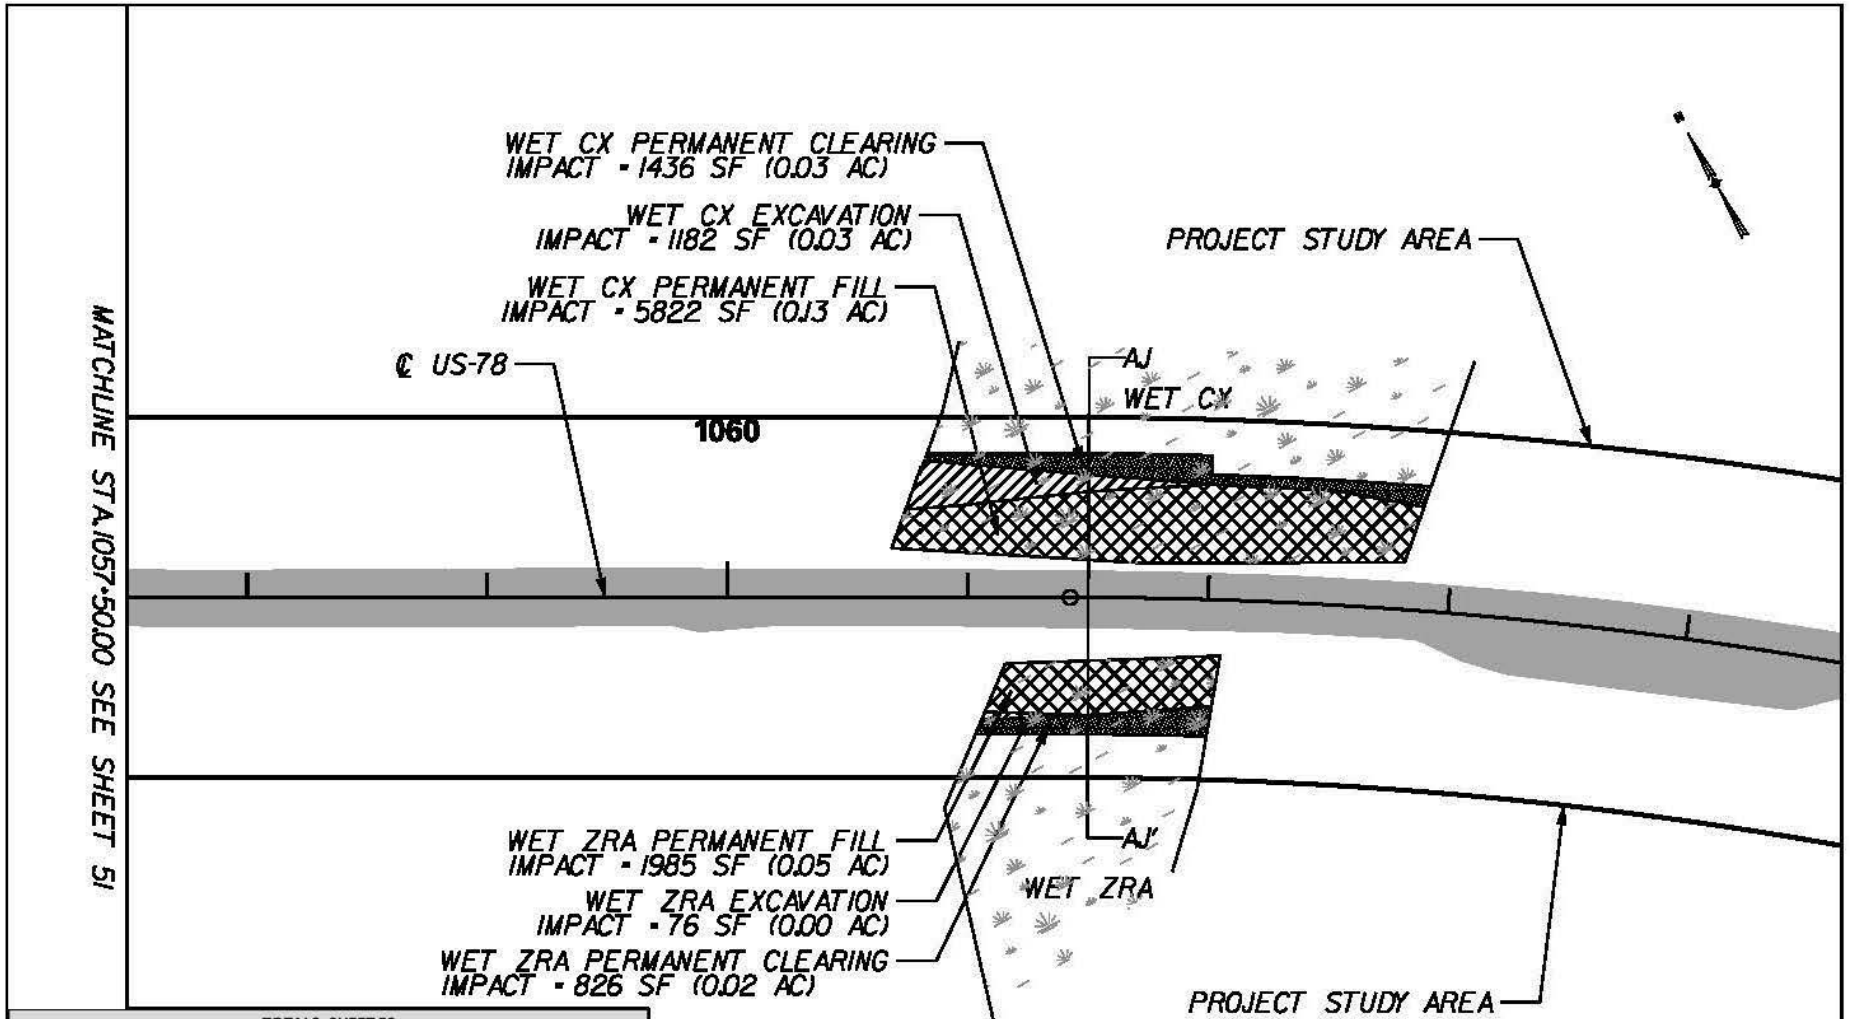 WET CX PERMANENT CLEARING
IMPACT = 1436 SF (0.03 AC)
WET CX EXCAVATION
IMPACT = 1182 SF (0.03 AC)
WET CX PERMANENT FILL
IMPACT = 5822 SF (0.13 AC)
℄ US-78
PROJECT STUDY AREA
AJ
WET CX
1060
MATCHLINE STA.1057+50.00 SEE SHEET 51
WET ZRA PERMANENT FILL
IMPACT = 1985 SF (0.05 AC)
WET ZRA EXCAVATION
IMPACT = 76 SF (0.00 AC)
WET ZRA PERMANENT CLEARING
IMPACT = 826 SF (0.02 AC)
AJ'
WET ZRA
PROJECT STUDY AREA